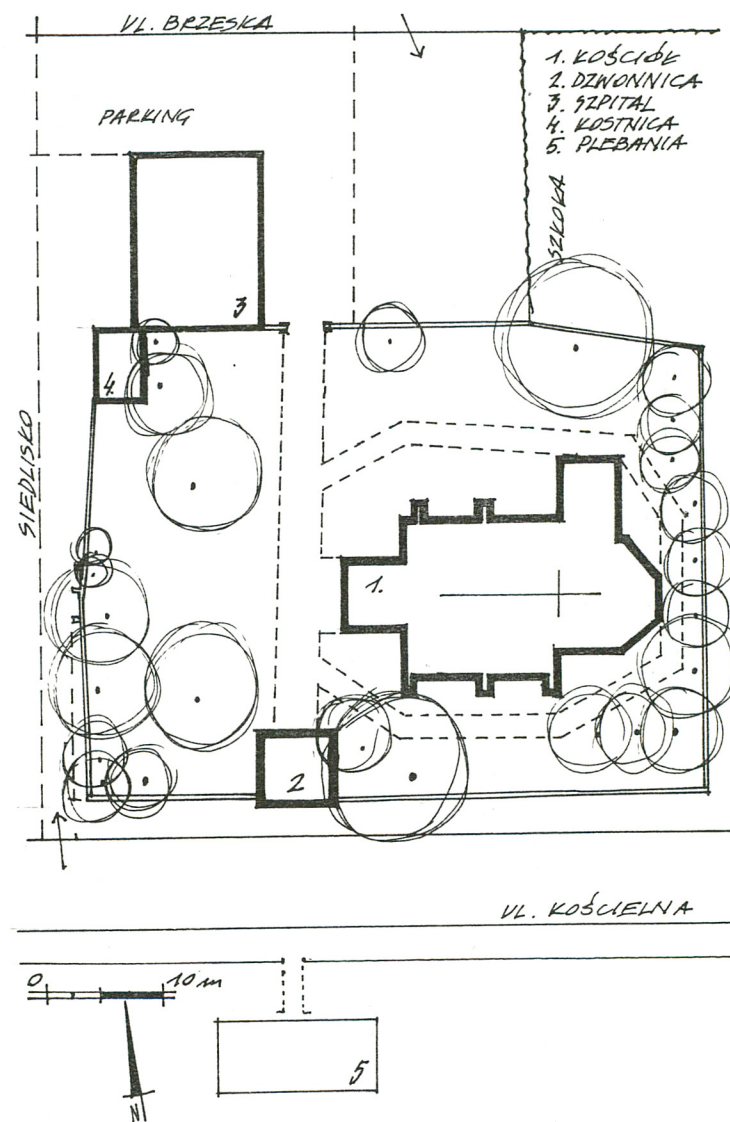 UL. BRZESKA
1. KOŚCIÓŁ
2. DZWONNICA
3. SZPITAL
4. KOSTNICA
5. PLEBANIA
PARKING
SZKOŁA
3
4.
SIEDLISKO
1.
2
UL. KOŚCIELNA
0 10 m
5
N